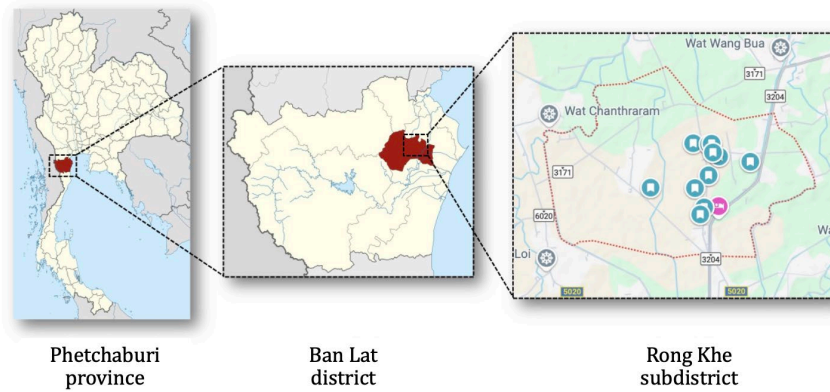 Wat Wang Bua
3171
3204
Wat Chanthraram
3171
6020
Loi
3204
5020
5020
Phetchaburi
province
Ban Lat
district
Rong Khe
subdistrict